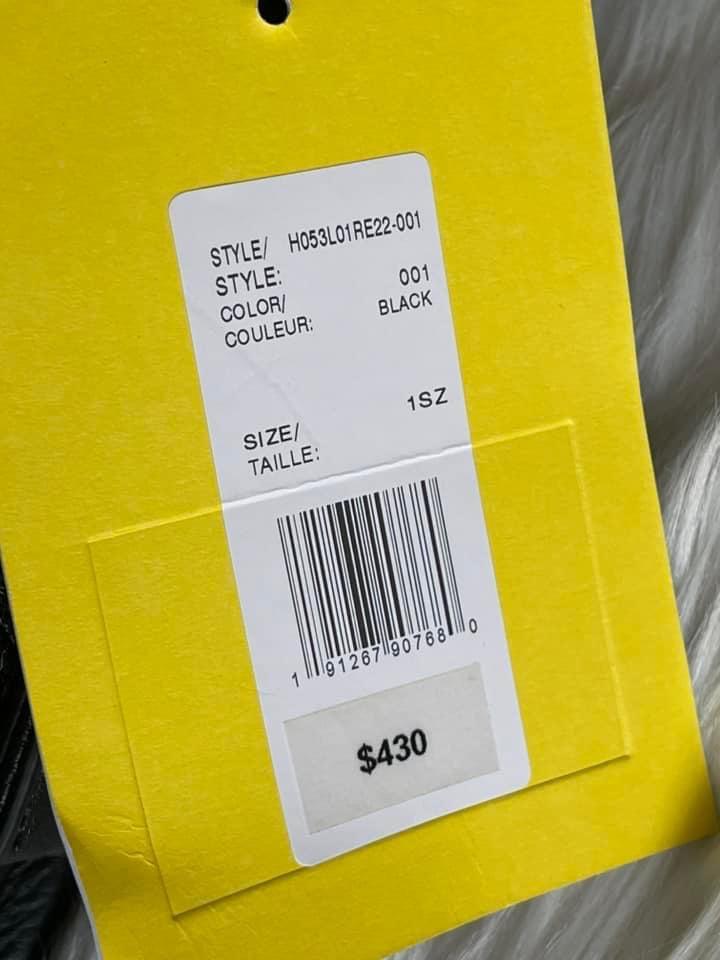 STYLE/ H053L01RE22-001
STYLE:
COLOR/ 001
COULEUR: BLACK
SIZE/ 1SZ
TAILLE:
1 91267 90768 0
$430